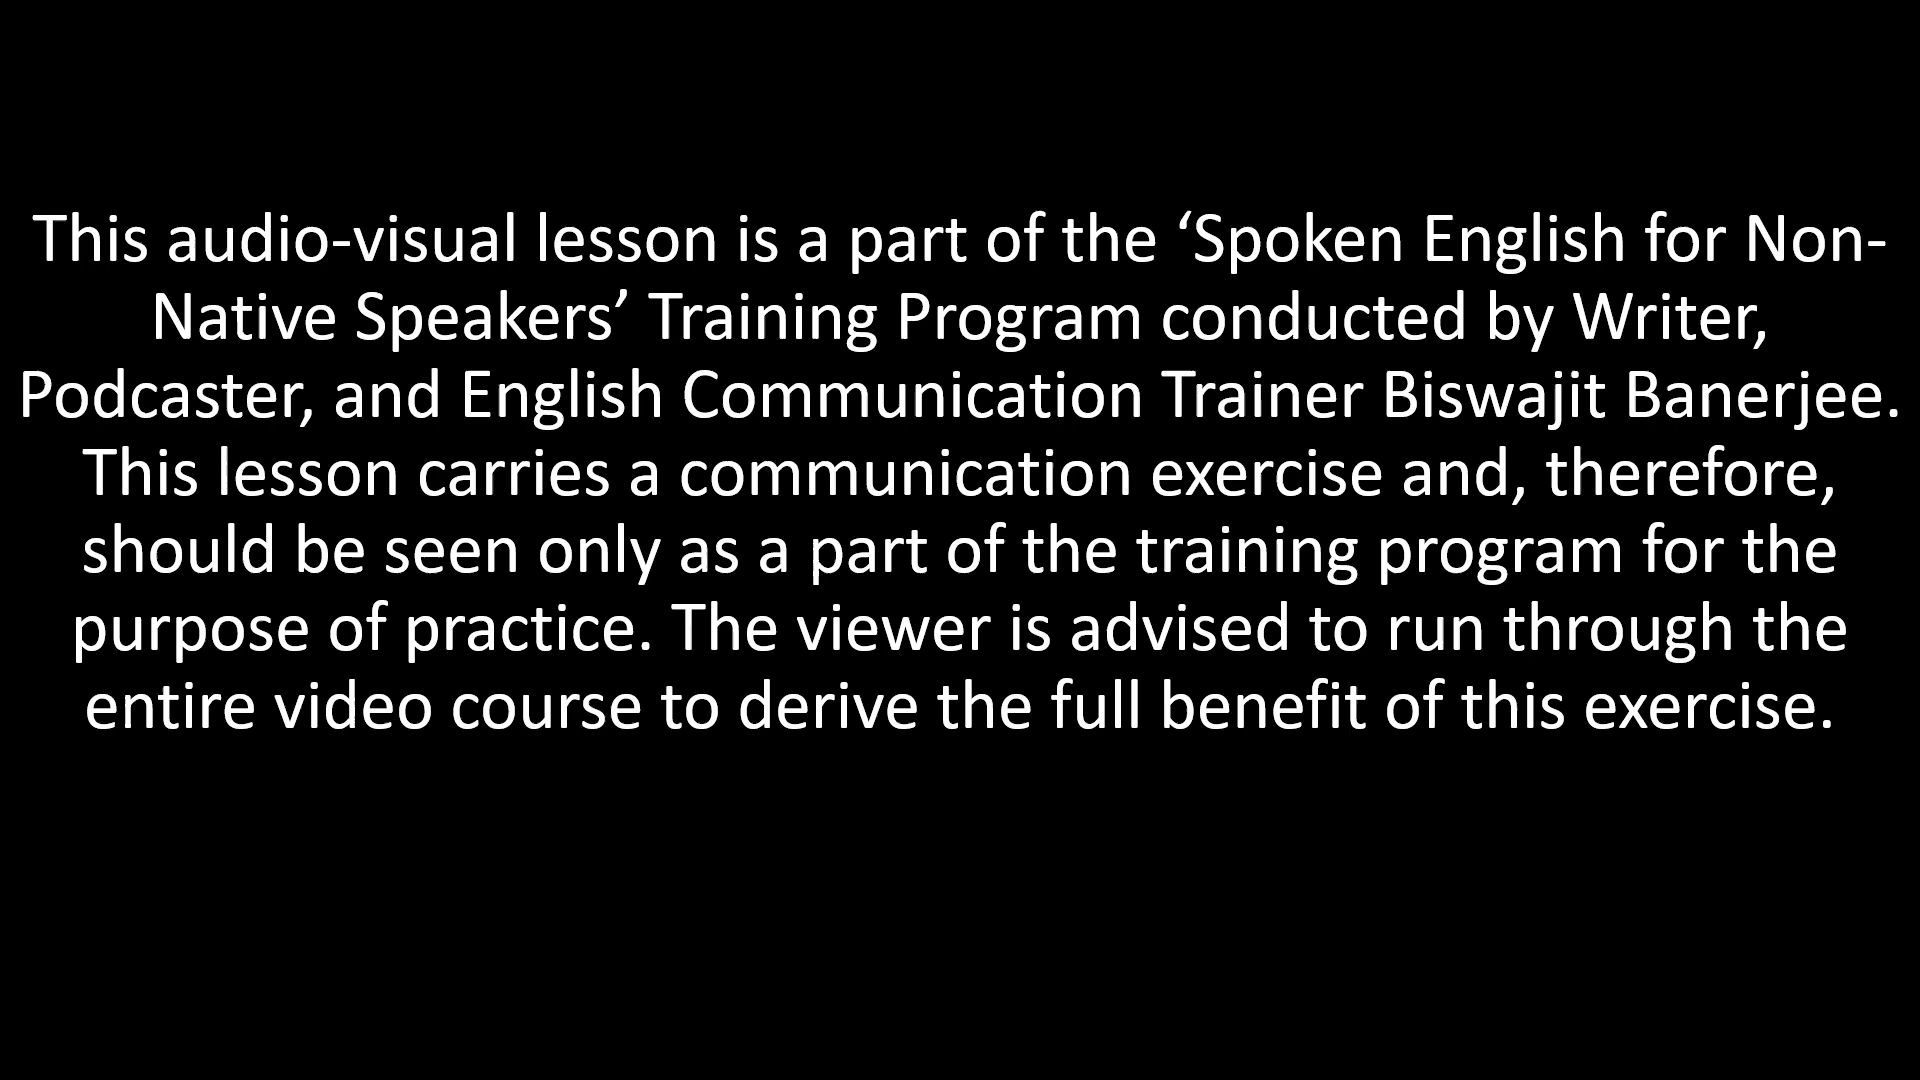 This audio-visual lesson is a part of the ‘Spoken English for Non-
Native Speakers’ Training Program conducted by Writer,
Podcaster, and English Communication Trainer Biswajit Banerjee.
This lesson carries a communication exercise and, therefore,
should be seen only as a part of the training program for the
purpose of practice. The viewer is advised to run through the
entire video course to derive the full benefit of this exercise.